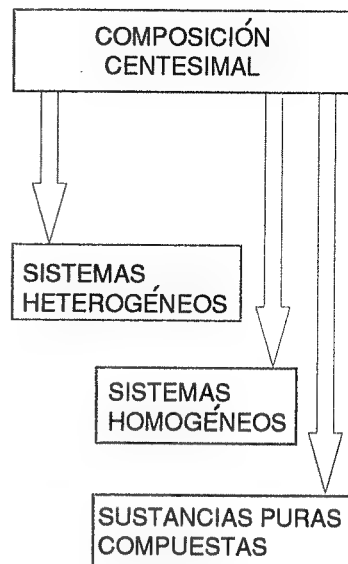 COMPOSICIÓN
CENTESIMAL
SISTEMAS
HETEROGÉNEOS
SISTEMAS
HOMOGÉNEOS
SUSTANCIAS PURAS
COMPUESTAS